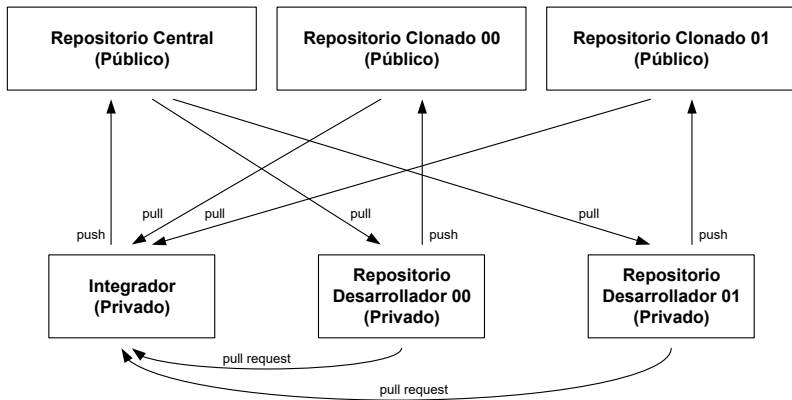 Repositorio Central
(Público)
Repositorio Clonado 00
(Público)
Repositorio Clonado 01
(Público)
pull
pull
pull
pull
push
push
push
Integrador
(Privado)
Repositorio
Desarrollador 00
(Privado)
Repositorio
Desarrollador 01
(Privado)
pull request
pull request